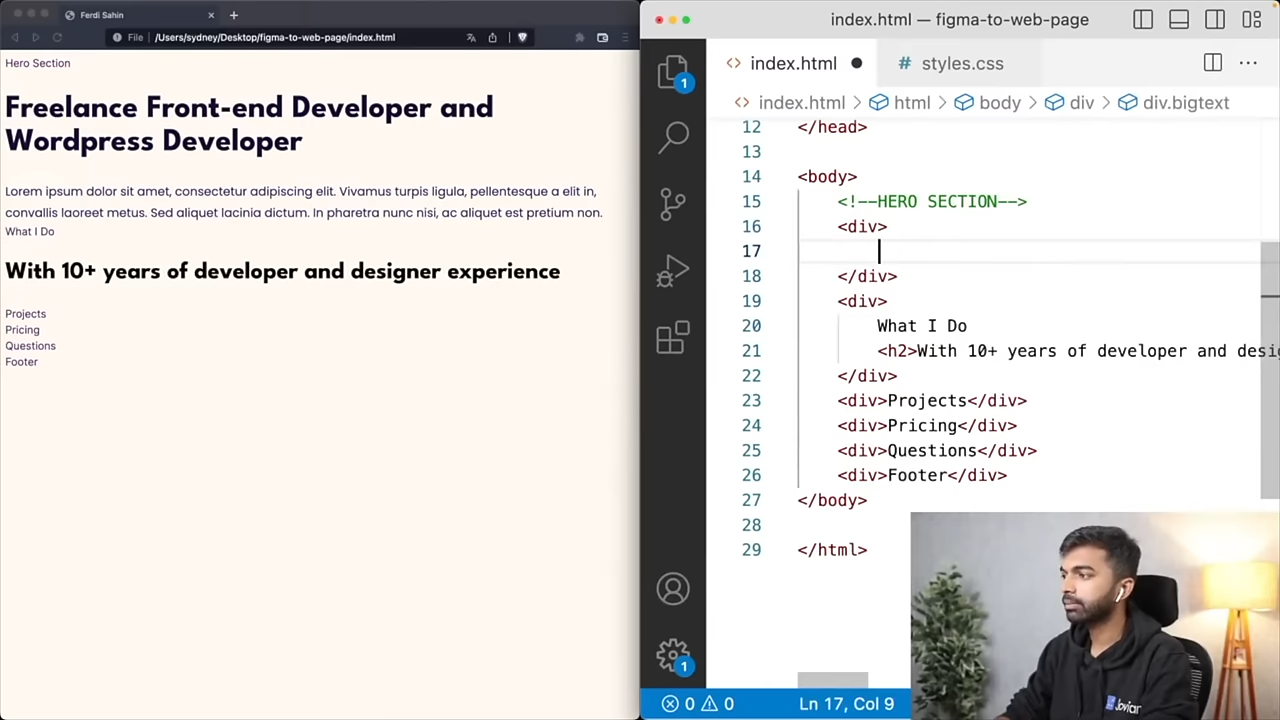 Ferdi Sahin
File
/Users/sydney/Desktop/figma-to-web-page/index.html
Hero Section
Freelance Front-end Developer and
Wordpress Developer
Lorem ipsum dolor sit amet, consectetur adipiscing elit. Vivamus turpis ligula, pellentesque a elit in,
convallis laoreet metus. Sed aliquet lacinia dictum. In pharetra nunc nisi, ac aliquet est pretium non.
What I Do
With 10+ years of developer and designer experience
Projects
Pricing
Questions
Footer
index.html — figma-to-web-page
index.html
# styles.css
index.html > html > body > div > div.bigtext
1
12 </head>
13
14 <body>
15 <!--HERO SECTION-->
16 <div>
17
18 </div>
19 <div>
20 What I Do
21 <h2>With 10+ years of developer and desi
22 </div>
23 <div>Projects</div>
24 <div>Pricing</div>
25 <div>Questions</div>
26 <div>Footer</div>
27 </body>
28
29 </html>
1
0 0
Ln 17, Col 9
Jovian